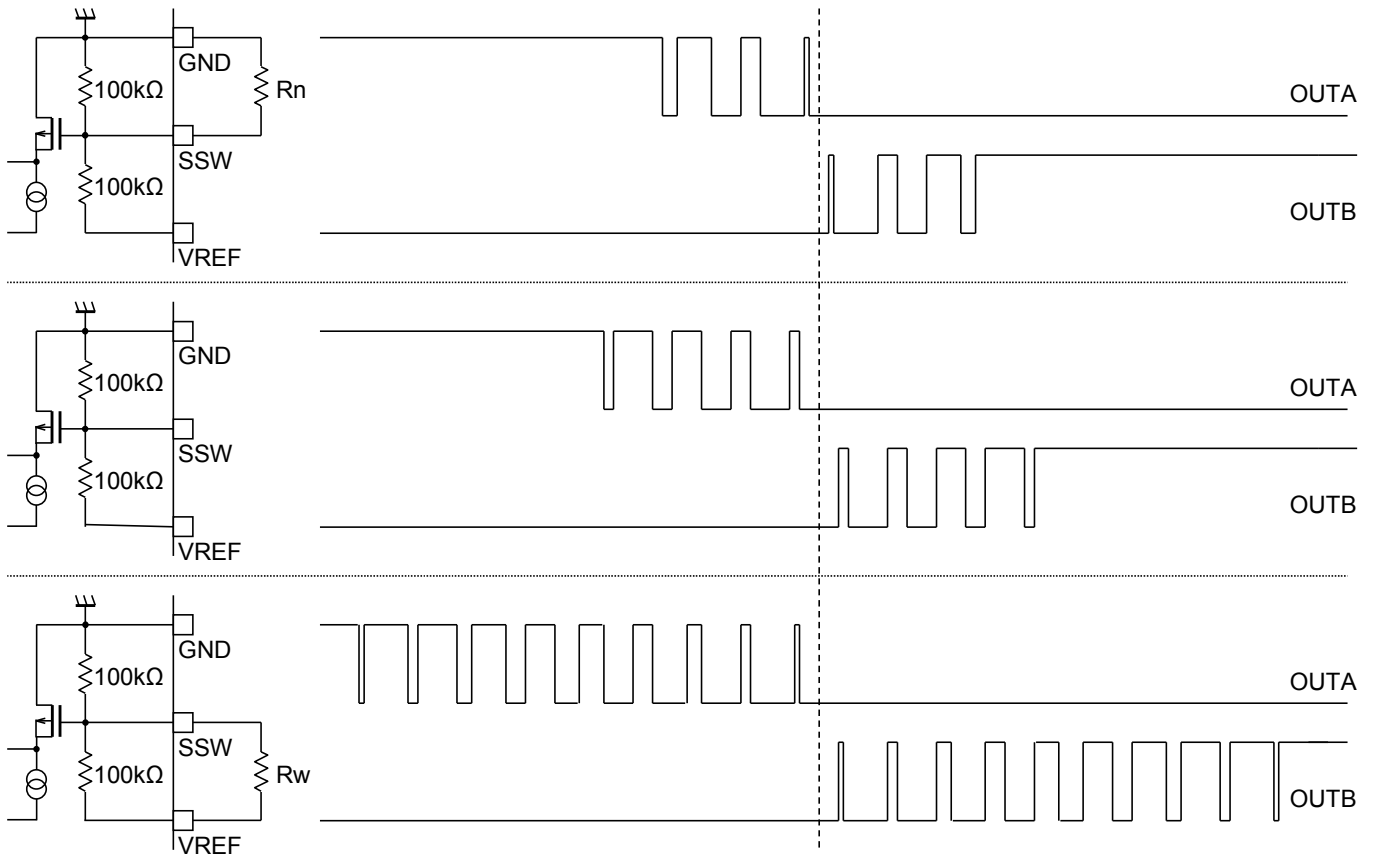 GND
100kΩ
Rn
OUTA
SSW
100kΩ
OUTB
VREF
GND
100kΩ
OUTA
SSW
100kΩ
OUTB
VREF
GND
100kΩ
OUTA
SSW
100kΩ
Rw
OUTB
VREF